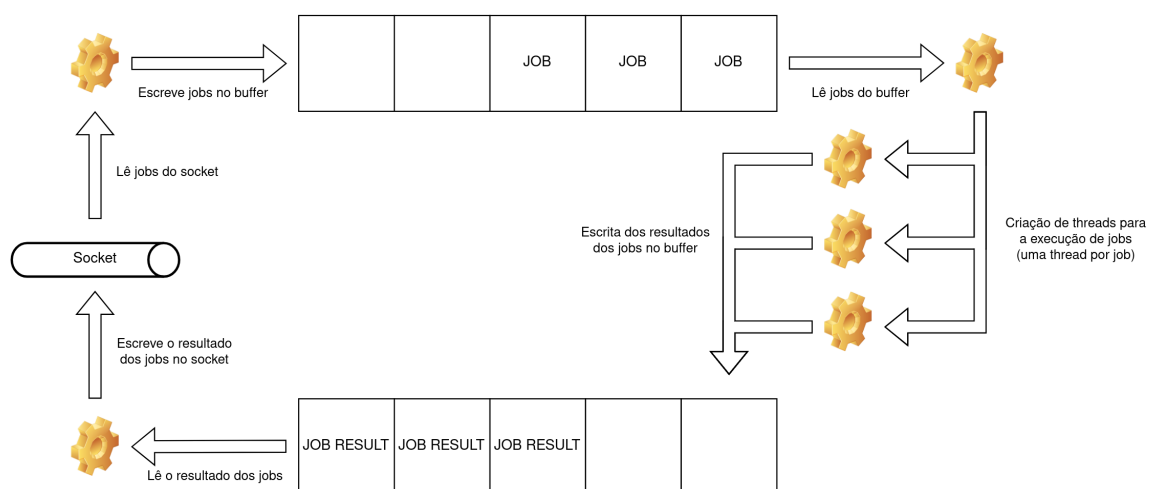 JOB
JOB
JOB
Escreve jobs no buffer
Lê jobs do buffer
Lê jobs do socket
Socket
Escrita dos resultados
dos jobs no buffer
Criação de threads para
a execução de jobs
(uma thread por job)
Escreve o resultado
dos jobs no socket
JOB RESULT
JOB RESULT
JOB RESULT
Lê o resultado dos jobs